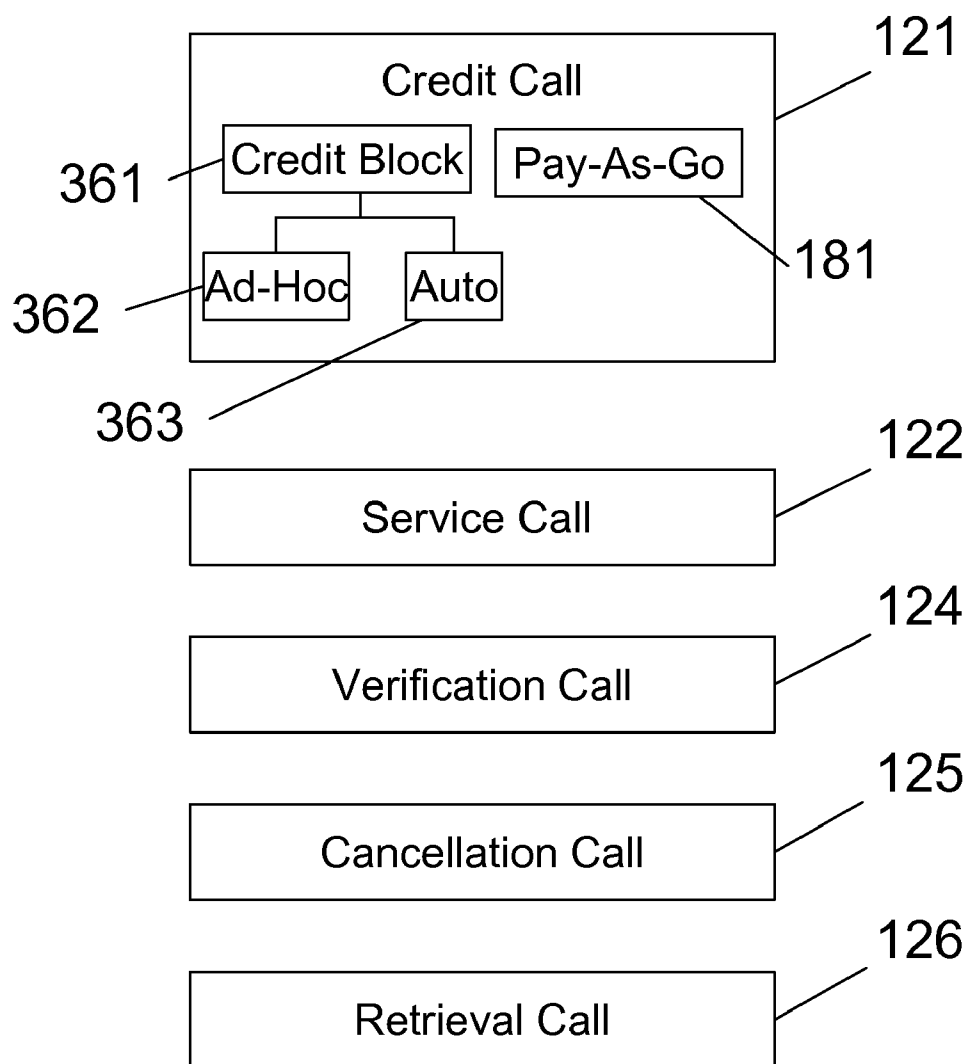 121
Credit Call
361
Credit Block
Pay-As-Go
181
362
Ad-Hoc
Auto
363
122
Service Call
124
Verification Call
125
Cancellation Call
126
Retrieval Call